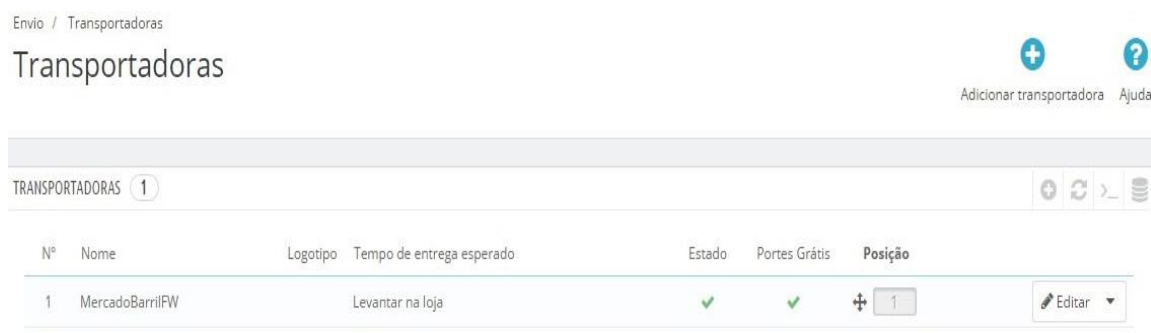 Envio / Transportadoras
Transportadoras
Adicionar transportadora Ajuda
TRANSPORTADORAS 1
Nº Nome Logotipo Tempo de entrega esperado Estado Portes Grátis Posição
1 MercadoBarrilFW Levantar na loja 1 Editar